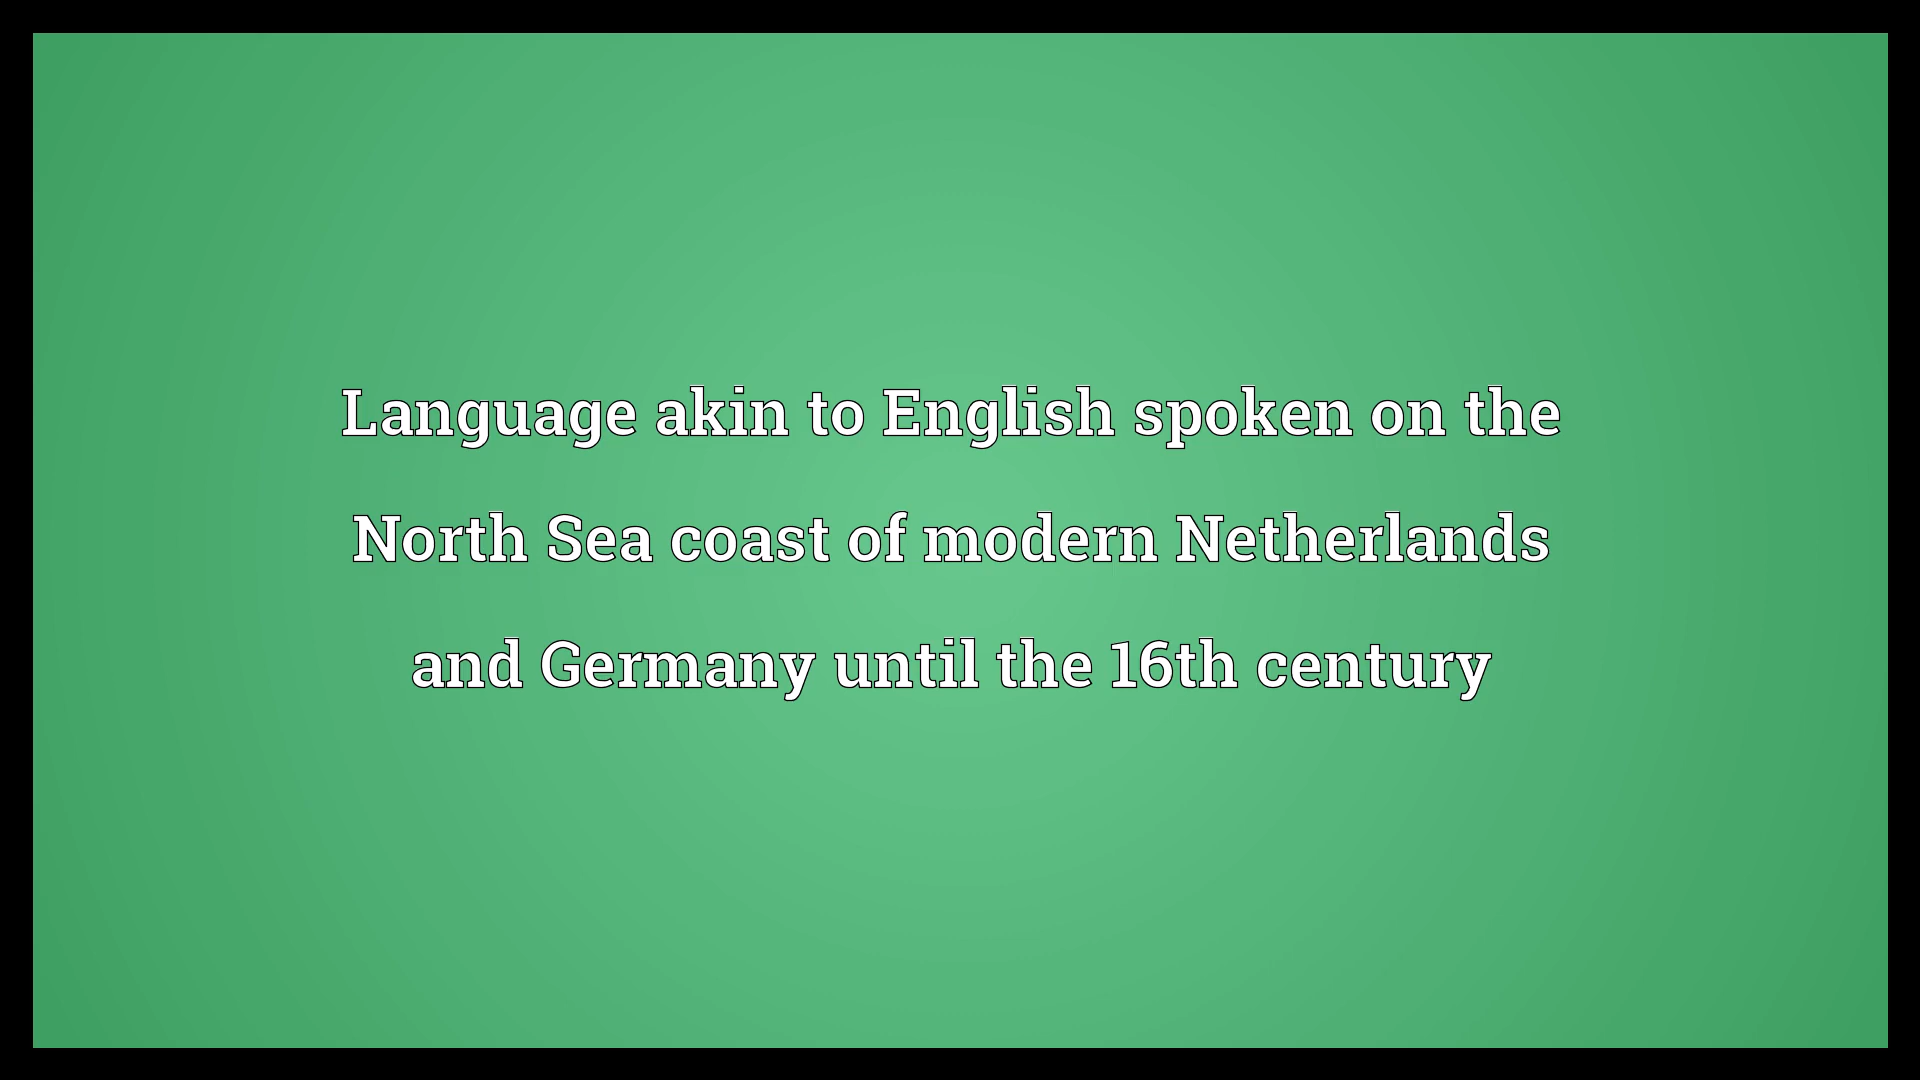 Language akin to English spoken on the
North Sea coast of modern Netherlands
and Germany until the 16th century